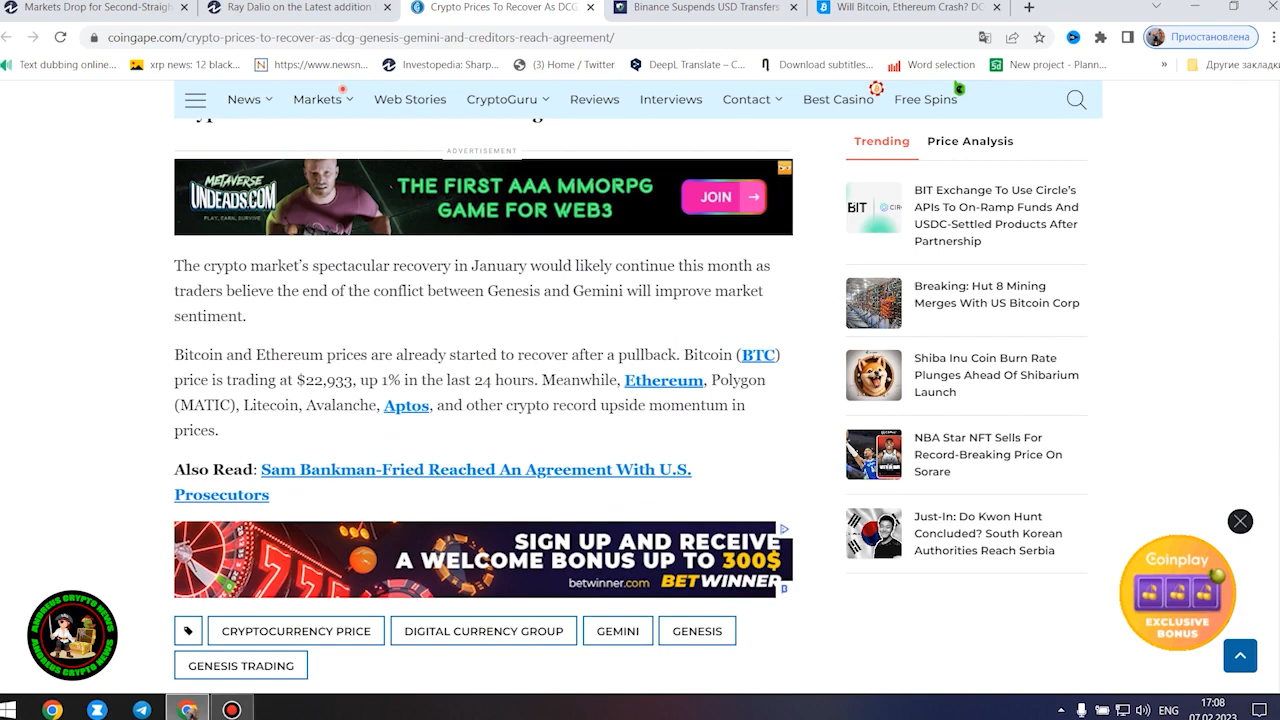 Markets Drop for Second-Straigh
Ray Dalio on the Latest addition
Crypto Prices To Recover As DCG,
Binance Suspends USD Transfers
Will Bitcoin, Ethereum Crash? DC
coingape.com/crypto-prices-to-recover-as-dcg-genesis-gemini-and-creditors-reach-agreement/
Приостановлена
Text dubbing online...
xrp news: 12 black...
https://www.newsn...
Investopedia: Sharp...
(3) Home / Twitter
DeepL Translate – C...
Download subtitles...
Word selection
New project - Plann...
»
Другие закладки
News
Markets
Web Stories
CryptoGuru
Reviews
Interviews
Contact
Best Casino
Free Spins
ADVERTISEMENT
METAVERSE
UNDEADS.COM
PLAY, EARN, SURVIVE
THE FIRST AAA MMORPG
GAME FOR WEB3
JOIN
The crypto market's spectacular recovery in January would likely continue this month as
traders believe the end of the conflict between Genesis and Gemini will improve market
sentiment.
Bitcoin and Ethereum prices are already started to recover after a pullback. Bitcoin (BTC)
price is trading at $22,933, up 1% in the last 24 hours. Meanwhile, Ethereum, Polygon
(MATIC), Litecoin, Avalanche, Aptos, and other crypto record upside momentum in
prices.
Also Read: Sam Bankman-Fried Reached An Agreement With U.S.
Prosecutors
SIGN UP AND RECEIVE
A WELCOME BONUS UP TO 300$
betwinner.com BETWINNER
CRYPTOCURRENCY PRICE
DIGITAL CURRENCY GROUP
GEMINI
GENESIS
GENESIS TRADING
Trending
Price Analysis
BIT
BIT Exchange To Use Circle's
APIs To On-Ramp Funds And
USDC-Settled Products After
Partnership
Breaking: Hut 8 Mining
Merges With US Bitcoin Corp
Shiba Inu Coin Burn Rate
Plunges Ahead Of Shibarium
Launch
NBA Star NFT Sells For
Record-Breaking Price On
Sorare
Just-In: Do Kwon Hunt
Concluded? South Korean
Authorities Reach Serbia
Coinplay
EXCLUSIVE
BONUS
ANDREUS CRYPTO NEWS
ANDREUS CRYPTO NEWS
ENG
17:08
07.02.2023